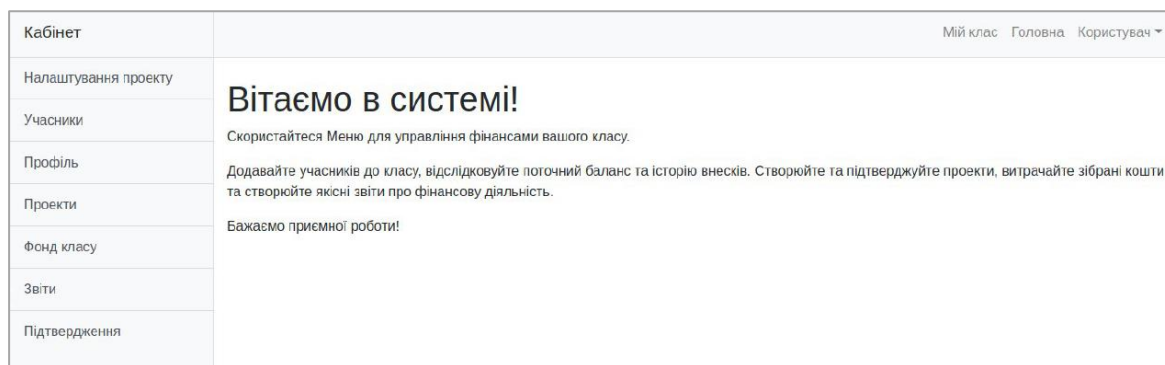 Кабінет
Мій клас Головна Користувач
Налаштування проекту
Учасники
Профіль
Проекти
Фонд класу
Звіти
Підтвердження
Вітаємо в системі!
Скористайтеся Меню для управління фінансами вашого класу.
Додавайте учасників до класу, відслідковуйте поточний баланс та історію внесків. Створюйте та підтверджуйте проекти, витрачайте зібрані кошти
та створюйте якісні звіти про фінансову діяльність.
Бажаємо приємної роботи!